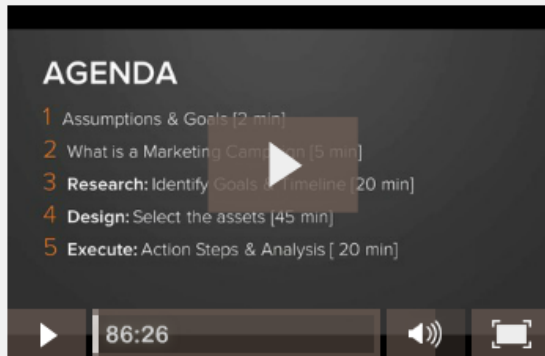 AGENDA
1 Assumptions & Goals [2 min]
2 What is a Marketing Campaign [5 min]
3 Research: Identify Goals & Timeline [20 min]
4 Design: Select the assets [45 min]
5 Execute: Action Steps & Analysis [ 20 min]
86:26